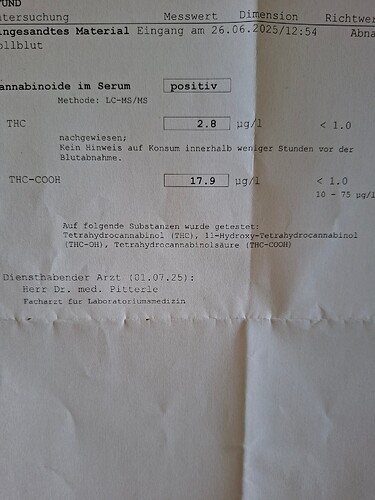 UND
ntersuchung Messwert Dimension Richtwer
ingesandtes Material Eingang am 26.06.2025/12:54 Abna
ollblut
annabinoide im Serum positiv
Methode: LC-MS/MS
THC 2.8 µg/l < 1.0
nachgewiesen;
Kein Hinweis auf Konsum innerhalb weniger Stunden vor der
Blutabnahme.
THC-COOH 17.9 µg/l < 1.0
10 - 75 µg/l
Auf folgende Substanzen wurde getestet:
Tetrahydrocannabinol (THC), 11-Hydroxy-Tetrahydrocannabinol
(THC-OH), Tetrahydrocannabinolsäure (THC-COOH)
Diensthabender Arzt (01.07.25):
Herr Dr. med. Pitterle
Facharzt für Laboratoriumsmedizin